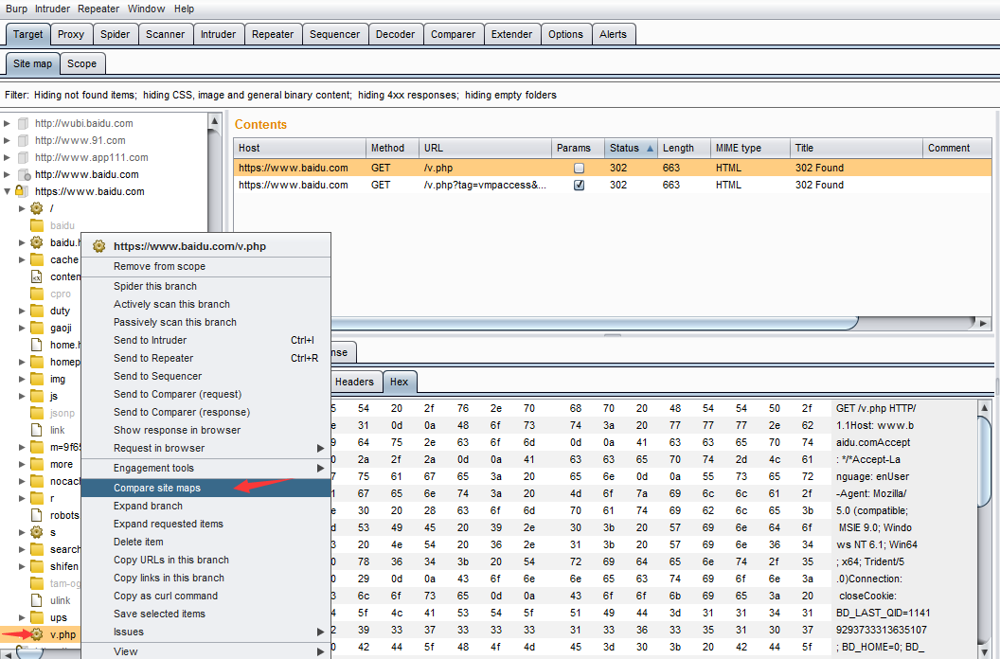 Burp Intruder Repeater Window Help
Target Proxy Spider Scanner Intruder Repeater Sequencer Decoder Comparer Extender Options Alerts
Site map Scope
Filter: Hiding not found items; hiding CSS, image and general binary content; hiding 4xx responses; hiding empty folders
http://wubi.baidu.com
http://www.91.com
http://www.app111.com
http://www.baidu.com
https://www.baidu.com
/
baidu
baidu.h
cache
conten
cpro
duty
gaoji
home.h
homep
img
js
jsonp
link
m=9f6
more
nocach
r
robots
s
search
shifen
tam-og
ulink
ups
v.php
Contents
Host Method URL Params Status Length MIME type Title Comment
https://www.baidu.com GET /v.php 302 663 HTML 302 Found
https://www.baidu.com GET /v.php?tag=vmpaccess&... 302 663 HTML 302 Found
https://www.baidu.com/v.php
Remove from scope
Spider this branch
Actively scan this branch
Passively scan this branch
Send to Intruder Ctrl+I
Send to Repeater Ctrl+R
Send to Sequencer
Send to Comparer (request)
Send to Comparer (response)
Show response in browser
Request in browser
Engagement tools
Compare site maps
Expand branch
Expand requested items
Delete item
Copy URLs in this branch
Copy links in this branch
Copy as curl command
Save selected items
Issues
View
nse
Headers Hex
5 54 20 2f 76 2e 70 68 70 20 48 54 54 50 2f GET /v.php HTTP/
e 31 0d 0a 48 6f 73 74 3a 20 77 77 77 2e 62 1.1Host: www.b
9 64 75 2e 63 6f 6d 0d 0a 41 63 63 65 70 74 aidu.comAccept
0 2a 2f 2a 0d 0a 41 63 63 65 70 74 2d 4c 61 : */*Accept-La
7 75 61 67 65 3a 20 65 6e 0d 0a 55 73 65 72 nguage: enUser
1 67 65 6e 74 3a 20 4d 6f 7a 69 6c 6c 61 2f -Agent: Mozilla/
e 30 20 28 63 6f 6d 70 61 74 69 62 6c 65 3b 5.0 (compatible;
d 53 49 45 20 39 2e 30 3b 20 57 69 6e 64 6f MSIE 9.0; Windo
3 20 4e 54 20 36 2e 31 3b 20 57 69 6e 36 34 ws NT 6.1; Win64
0 78 36 34 3b 20 54 72 69 64 65 6e 74 2f 35 ; x64; Trident/5
0 29 0d 0a 43 6f 6e 6e 65 63 74 69 6f 6e 3a .0)Connection:
3 6c 6f 73 65 0d 0a 43 6f 6f 6b 69 65 3a 20 closeCookie:
4 5f 4c 41 53 54 5f 51 49 44 3d 31 31 34 31 BD_LAST_QID=1141
2 39 33 37 33 33 33 31 33 36 33 35 31 30 37 9293733313635107
0 42 44 5f 48 4f 4d 45 3d 30 3b 20 42 44 5f ; BD_HOME=0; BD_